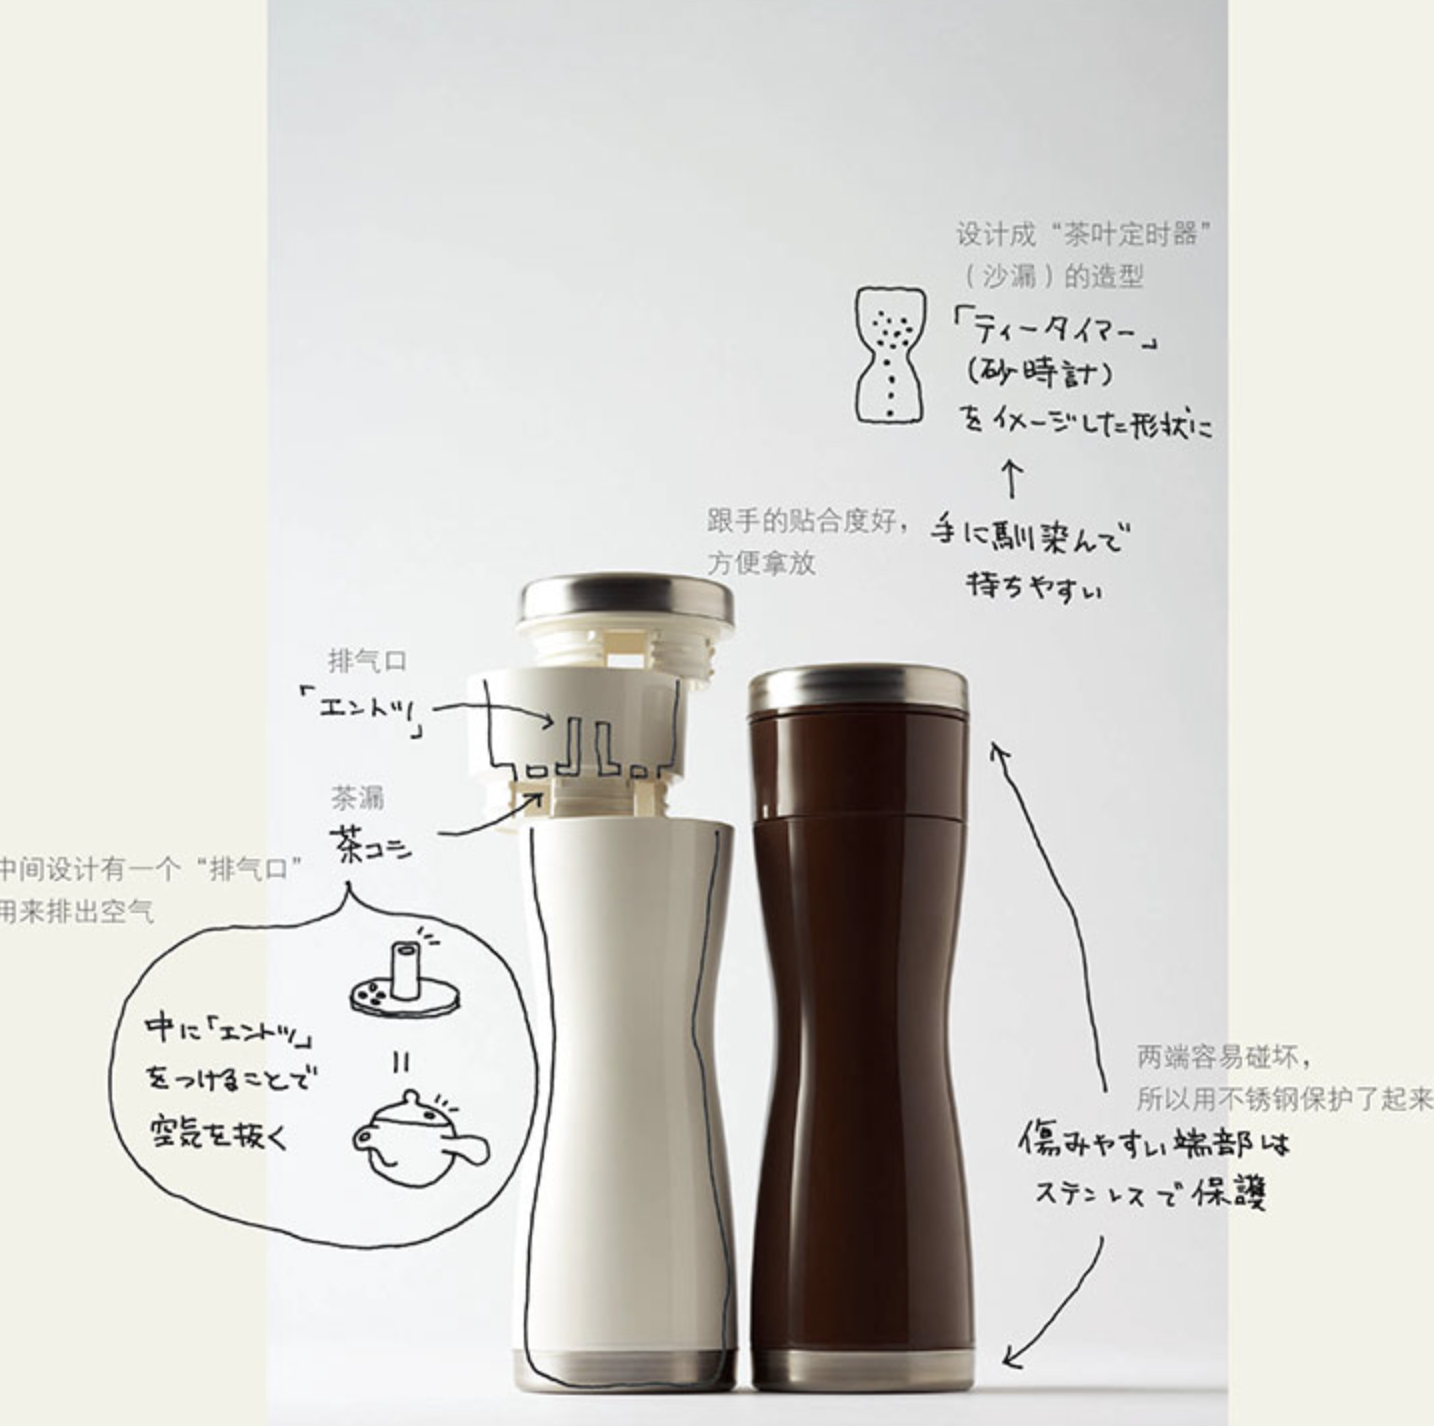 设计成“茶叶定时器”
（沙漏）的造型
「ティータイマー」
(砂時計)
をイメージした形状に
跟手的贴合度好，
方便拿放
手に馴染んで
持ちやすい
排气口
「エントツ」
茶漏
茶コシ
中间设计有一个“排气口”
用来排出空气
中に「エントツ」
をつけることで
空気を抜く
两端容易碰坏，
所以用不锈钢保护了起来
傷みやすい端部は
ステンレスで保護